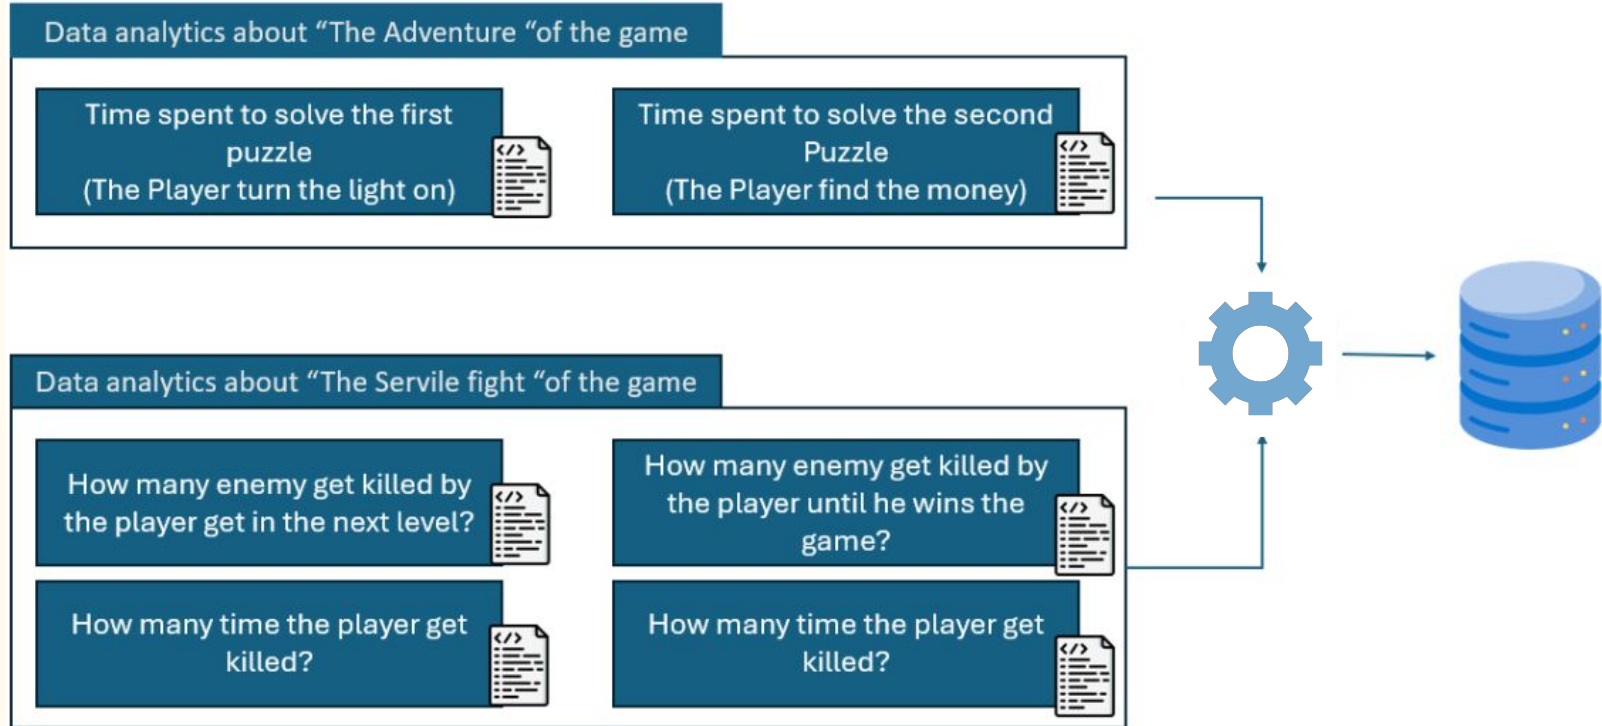 Data analytics about “The Adventure “of the game
Time spent to solve the first
puzzle
(The Player turn the light on)
</>
Time spent to solve the second
Puzzle
(The Player find the money)
</>
Data analytics about “The Servile fight “of the game
How many enemy get killed by
the player get in the next level?
</>
How many enemy get killed by
the player until he wins the
game?
</>
How many time the player get
killed?
</>
How many time the player get
killed?
</>